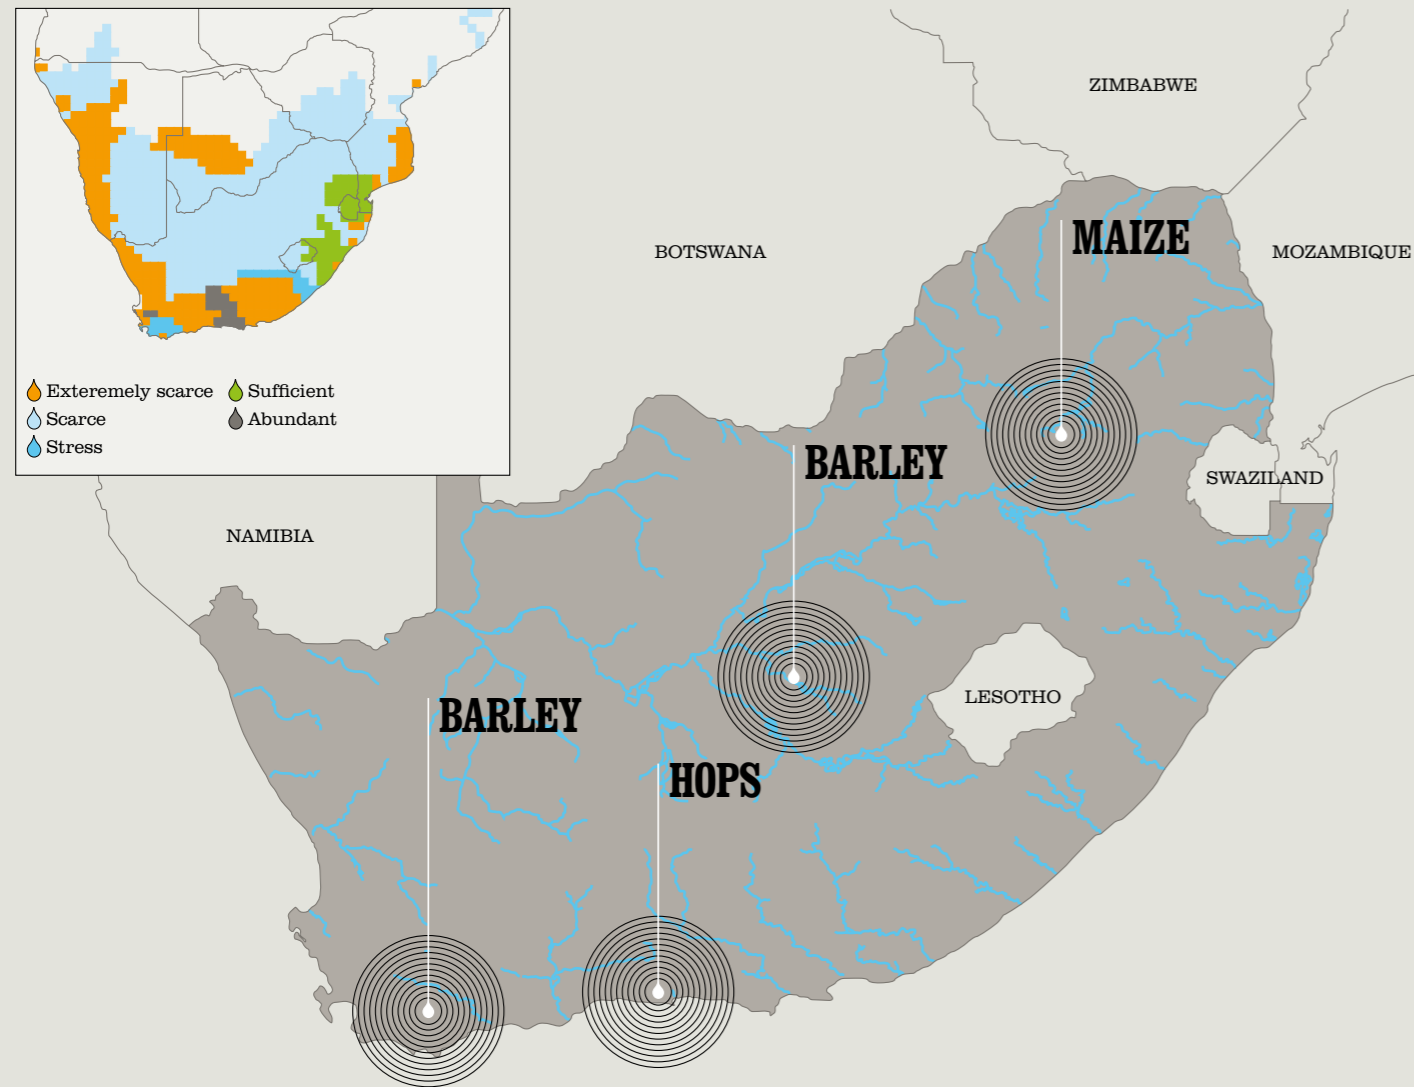 Exteremely scarce
Scarce
Stress
Sufficient
Abundant
ZIMBABWE
BOTSWANA
MAIZE
MOZAMBIQUE
BARLEY
SWAZILAND
NAMIBIA
LESOTHO
BARLEY
HOPS